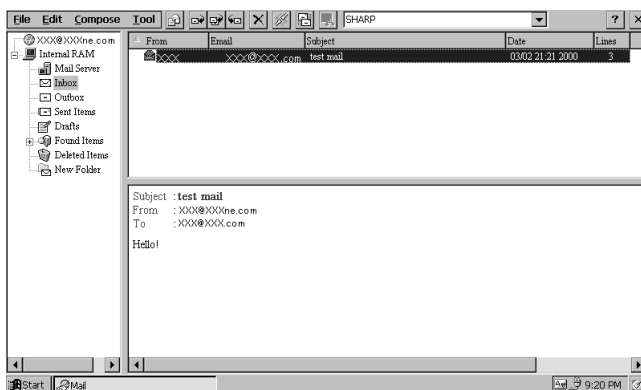 File Edit Compose Tool SHARP ?
XXX@XXXne.com
Internal RAM
Mail Server
Inbox
Outbox
Sent Items
Drafts
Found Items
Deleted Items
New Folder
From Email Subject Date Lines
XXX XXX@XXX.com test mail 03/02 21:21 2000 3
Subject :test mail
From : XXX@XXXne.com
To : XXX@XXX.com
Hello!
Start Mail 9:20 PM